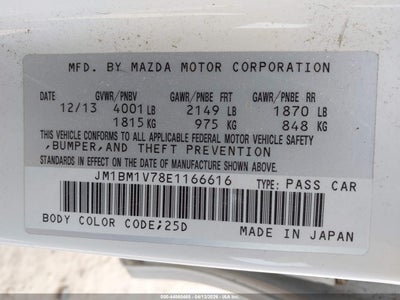 MFD. BY MAZDA MOTOR CORPORATION
DATE GVWR/PNBV GAWR/PNBE FRT GAWR/PNBE RR
12/13 4001 LB 2149 LB 1870 LB
1815 KG 975 KG 848 KG
THIS VEHICLE CONFORMS TO ALL APPLICABLE FEDERAL MOTOR VEHICLE SAFETY
,BUMPER,AND THEFT PREVENTION
STANDARDS IN EFFECT ON THE DATE OF MANUFACTURE SHOWN ABOVE.
JM1BM1V78E1166616 TYPE: PASS CAR
BODY COLOR CODE;25D MADE IN JAPAN